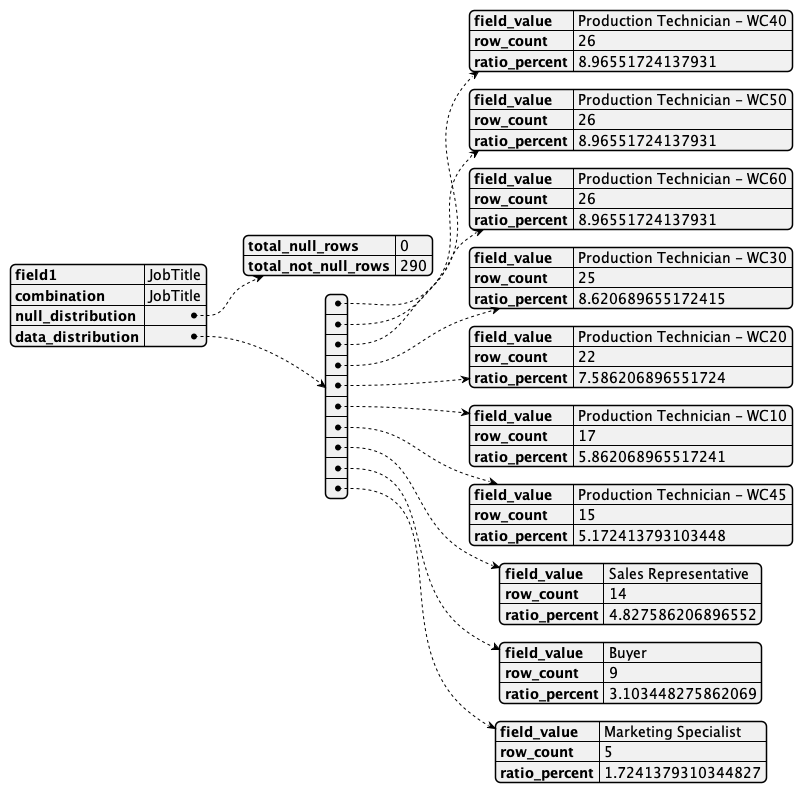 field1 JobTitle
combination JobTitle
null_distribution
data_distribution
total_null_rows 0
total_not_null_rows 290
field_value Production Technician - WC40
row_count 26
ratio_percent 8.96551724137931
field_value Production Technician - WC50
row_count 26
ratio_percent 8.96551724137931
field_value Production Technician - WC60
row_count 26
ratio_percent 8.96551724137931
field_value Production Technician - WC30
row_count 25
ratio_percent 8.620689655172415
field_value Production Technician - WC20
row_count 22
ratio_percent 7.586206896551724
field_value Production Technician - WC10
row_count 17
ratio_percent 5.862068965517241
field_value Production Technician - WC45
row_count 15
ratio_percent 5.172413793103448
field_value Sales Representative
row_count 14
ratio_percent 4.827586206896552
field_value Buyer
row_count 9
ratio_percent 3.103448275862069
field_value Marketing Specialist
row_count 5
ratio_percent 1.7241379310344827